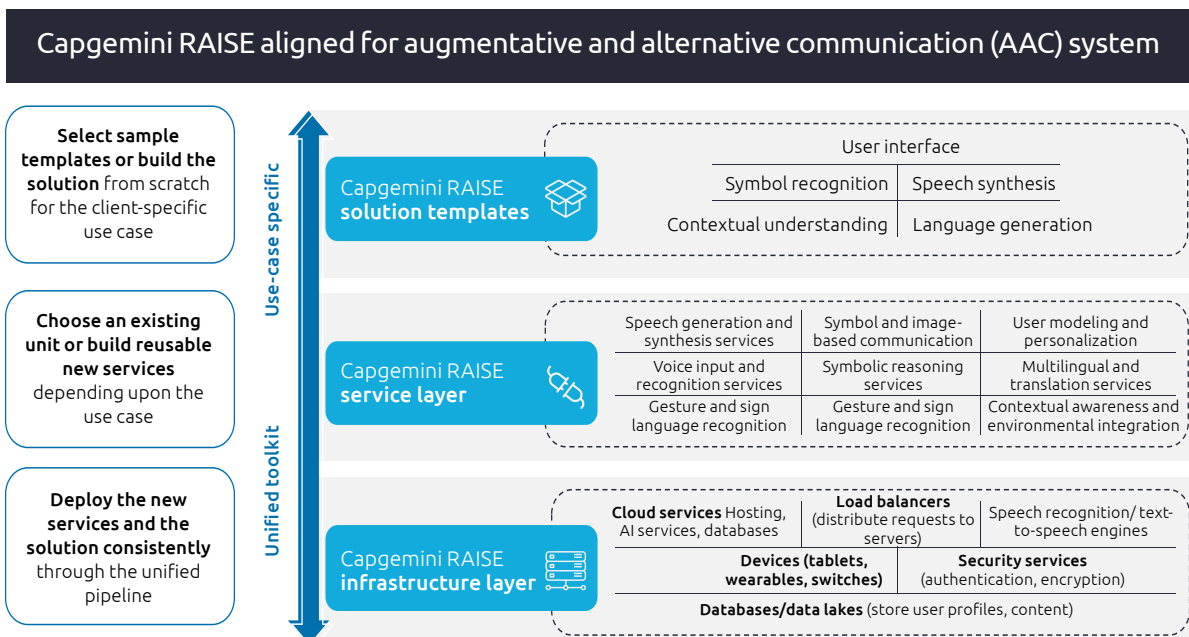 Capgemini RAISE aligned for augmentative and alternative communication (AAC) system
Select sample
templates or build the
solution from scratch
for the client-specific
use case
Use-case specific
Capgemini RAISE
solution templates
User interface
Symbol recognition
Speech synthesis
Contextual understanding
Language generation
Choose an existing
unit or build reusable
new services
depending upon the
use case
Capgemini RAISE
service layer
Speech generation and
synthesis services
Symbol and image-
based communication
User modeling and
personalization
Voice input and
recognition services
Symbolic reasoning
services
Multilingual and
translation services
Gesture and sign
language recognition
Gesture and sign
language recognition
Contextual awareness and
environmental integration
Unified toolkit
Deploy the new
services and the
solution consistently
through the unified
pipeline
Capgemini RAISE
infrastructure layer
Cloud services Hosting,
AI services, databases
Load balancers
(distribute requests to
servers)
Speech recognition/ text-
to-speech engines
Devices (tablets,
wearables, switches)
Security services
(authentication, encryption)
Databases/data lakes (store user profiles, content)